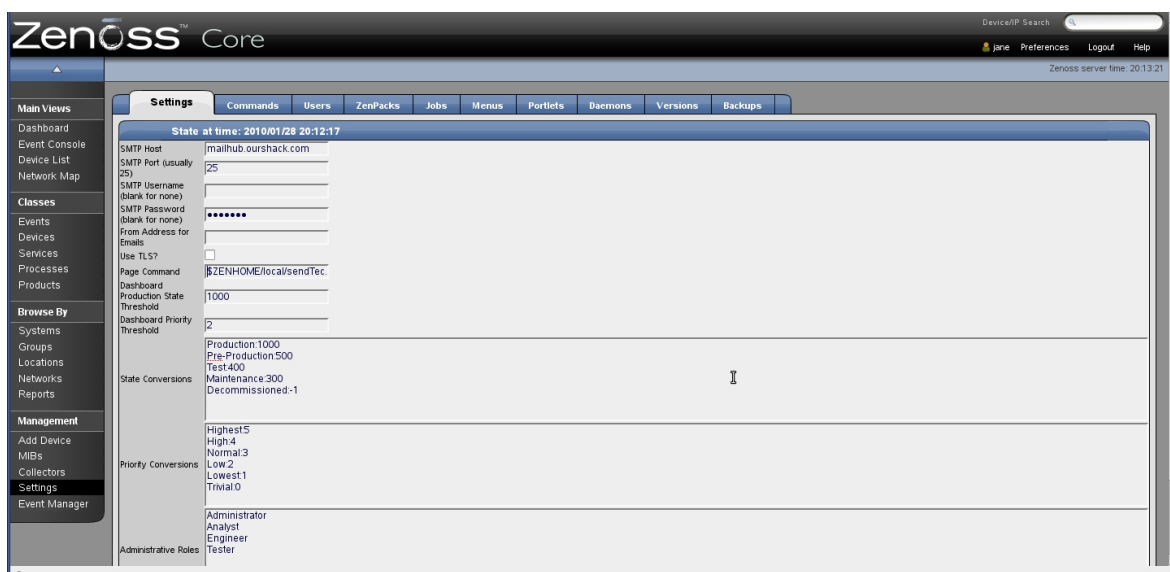 Zenoss™ Core
Device/IP Search
jane Preferences Logout Help
Zenoss server time: 20:13:21
Main Views
Dashboard
Event Console
Device List
Network Map
Classes
Events
Devices
Services
Processes
Products
Browse By
Systems
Groups
Locations
Networks
Reports
Management
Add Device
MIBs
Collectors
Settings
Event Manager
Settings Commands Users ZenPacks Jobs Menus Portlets Daemons Versions Backups
State at time: 2010/01/28 20:12:17
SMTP Host mailhub.ourshack.com
SMTP Port (usually
25) 25
SMTP Username
(blank for none)
SMTP Password
(blank for none) •••••••
From Address for
Emails
Use TLS?
Page Command $ZENHOME/local/sendTec.
Dashboard
Production State
Threshold 1000
Dashboard Priority
Threshold 2
State Conversions
Production:1000
Pre-Production:500
Test:400
Maintenance:300
Decommissioned:-1
Priority Conversions
Highest:5
High:4
Normal:3
Low:2
Lowest:1
Trivial:0
Administrative Roles
Administrator
Analyst
Engineer
Tester